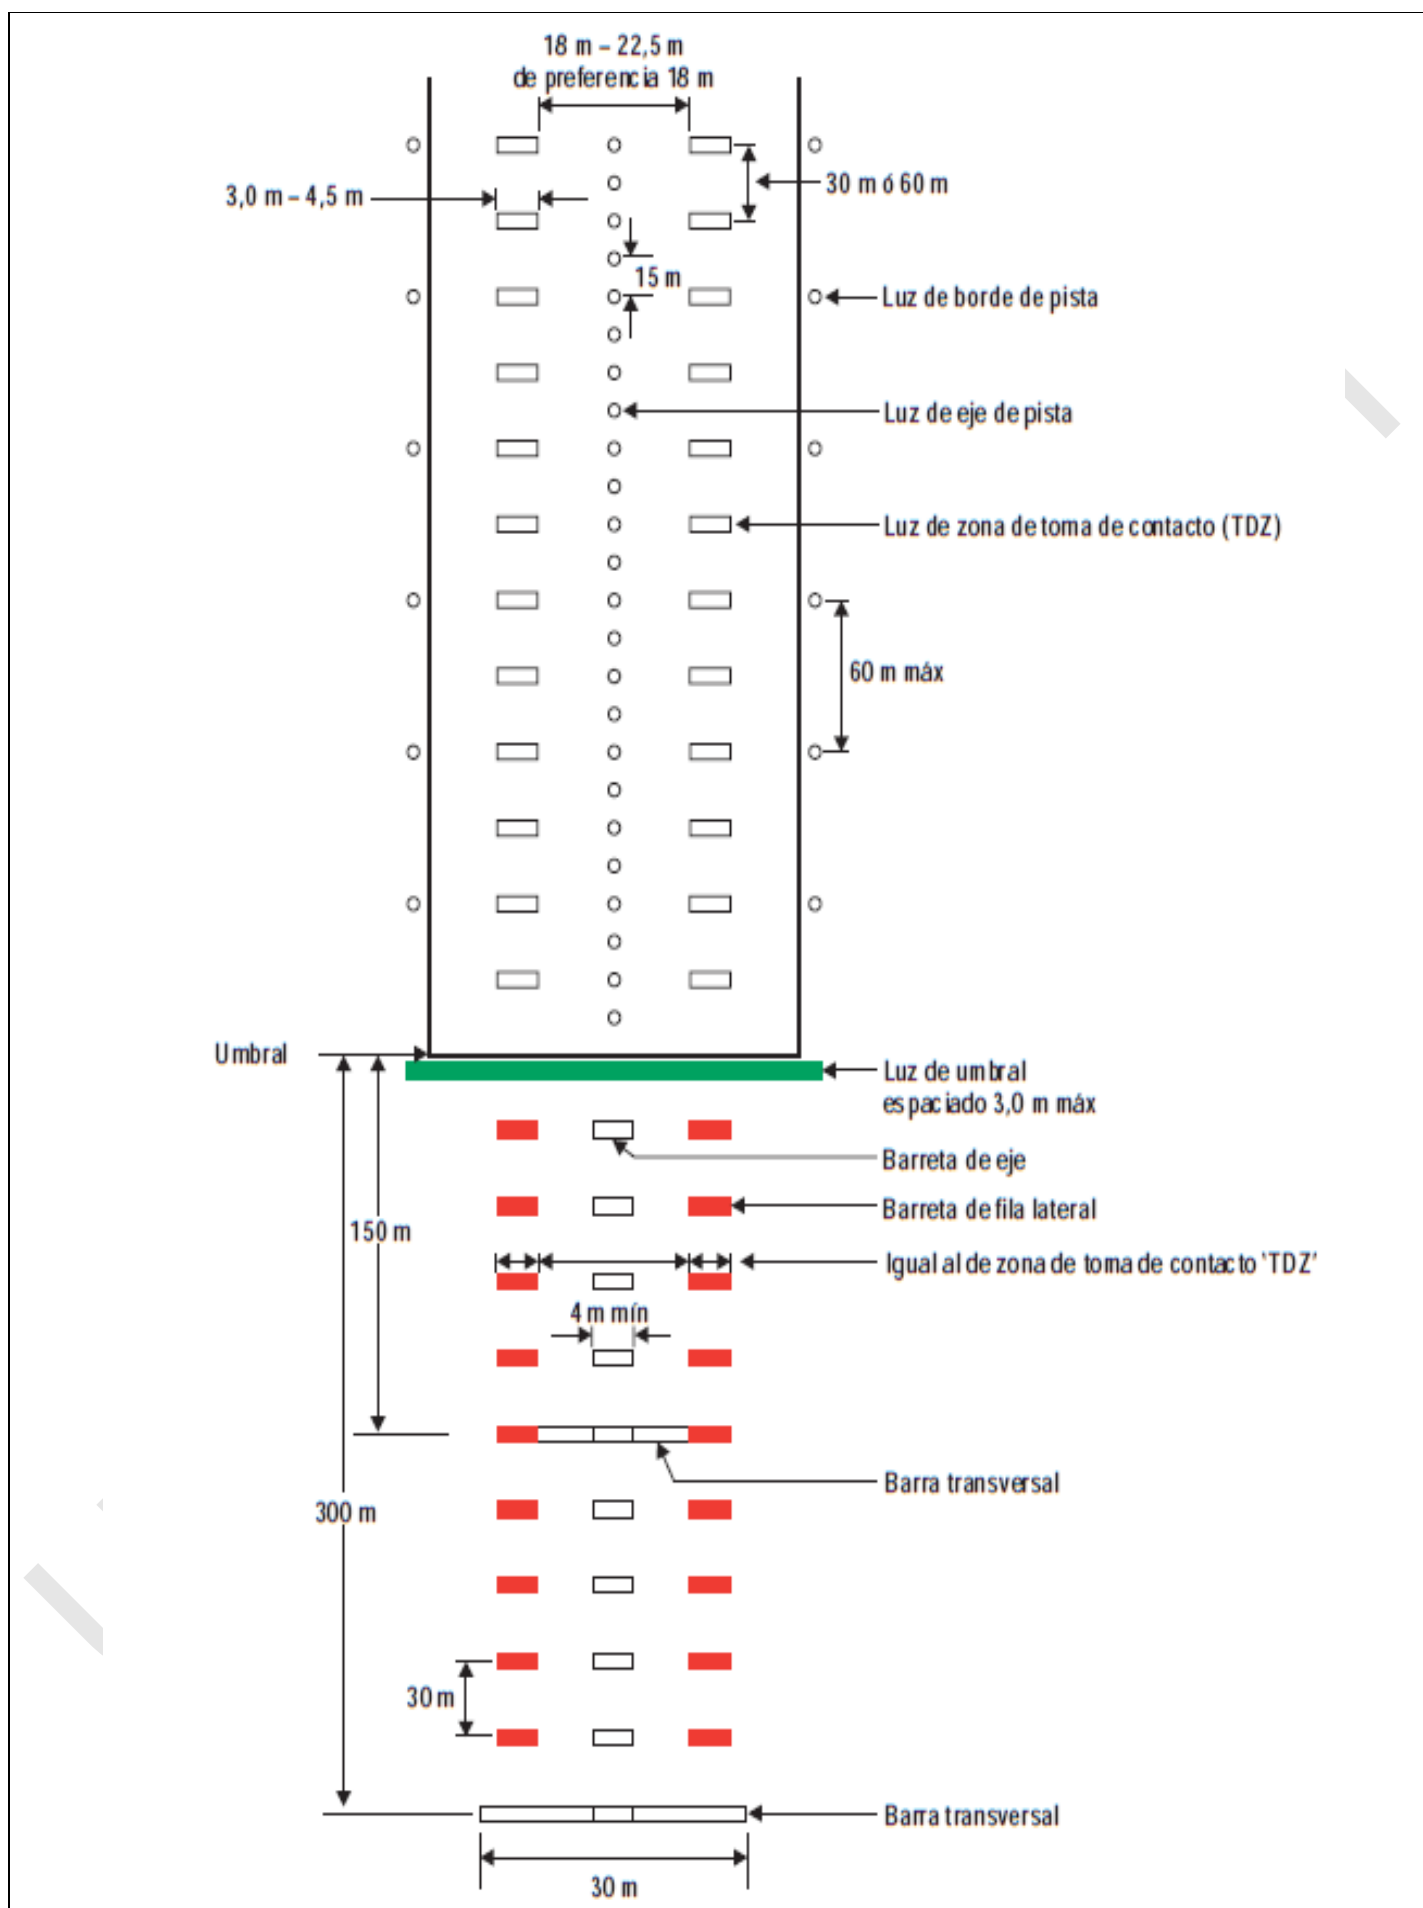 18 m – 22,5 m
de preferencia 18 m
3,0 m – 4,5 m
30 m ó 60 m
15 m
Luz de borde de pista
Luz de eje de pista
Luz de zona de toma de contacto (TDZ)
60 m máx
Umbral
Luz de umbral
espaciado 3,0 m máx
Barreta de eje
Barreta de fila lateral
150 m
Igual al de zona de toma de contacto 'TDZ'
4 m mín
Barra transversal
300 m
30 m
Barra transversal
30 m